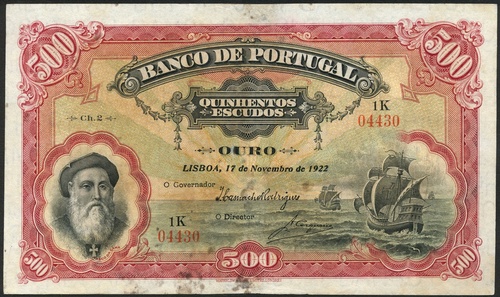 500 500
BANCO DE PORTUGAL
QUINHENTOS
ESCUDOS
1K
04430
Ch. 2
OURO
LISBOA, 17 de Novembro de 1922
O Governador
O Director
1K
04430
500 500 500